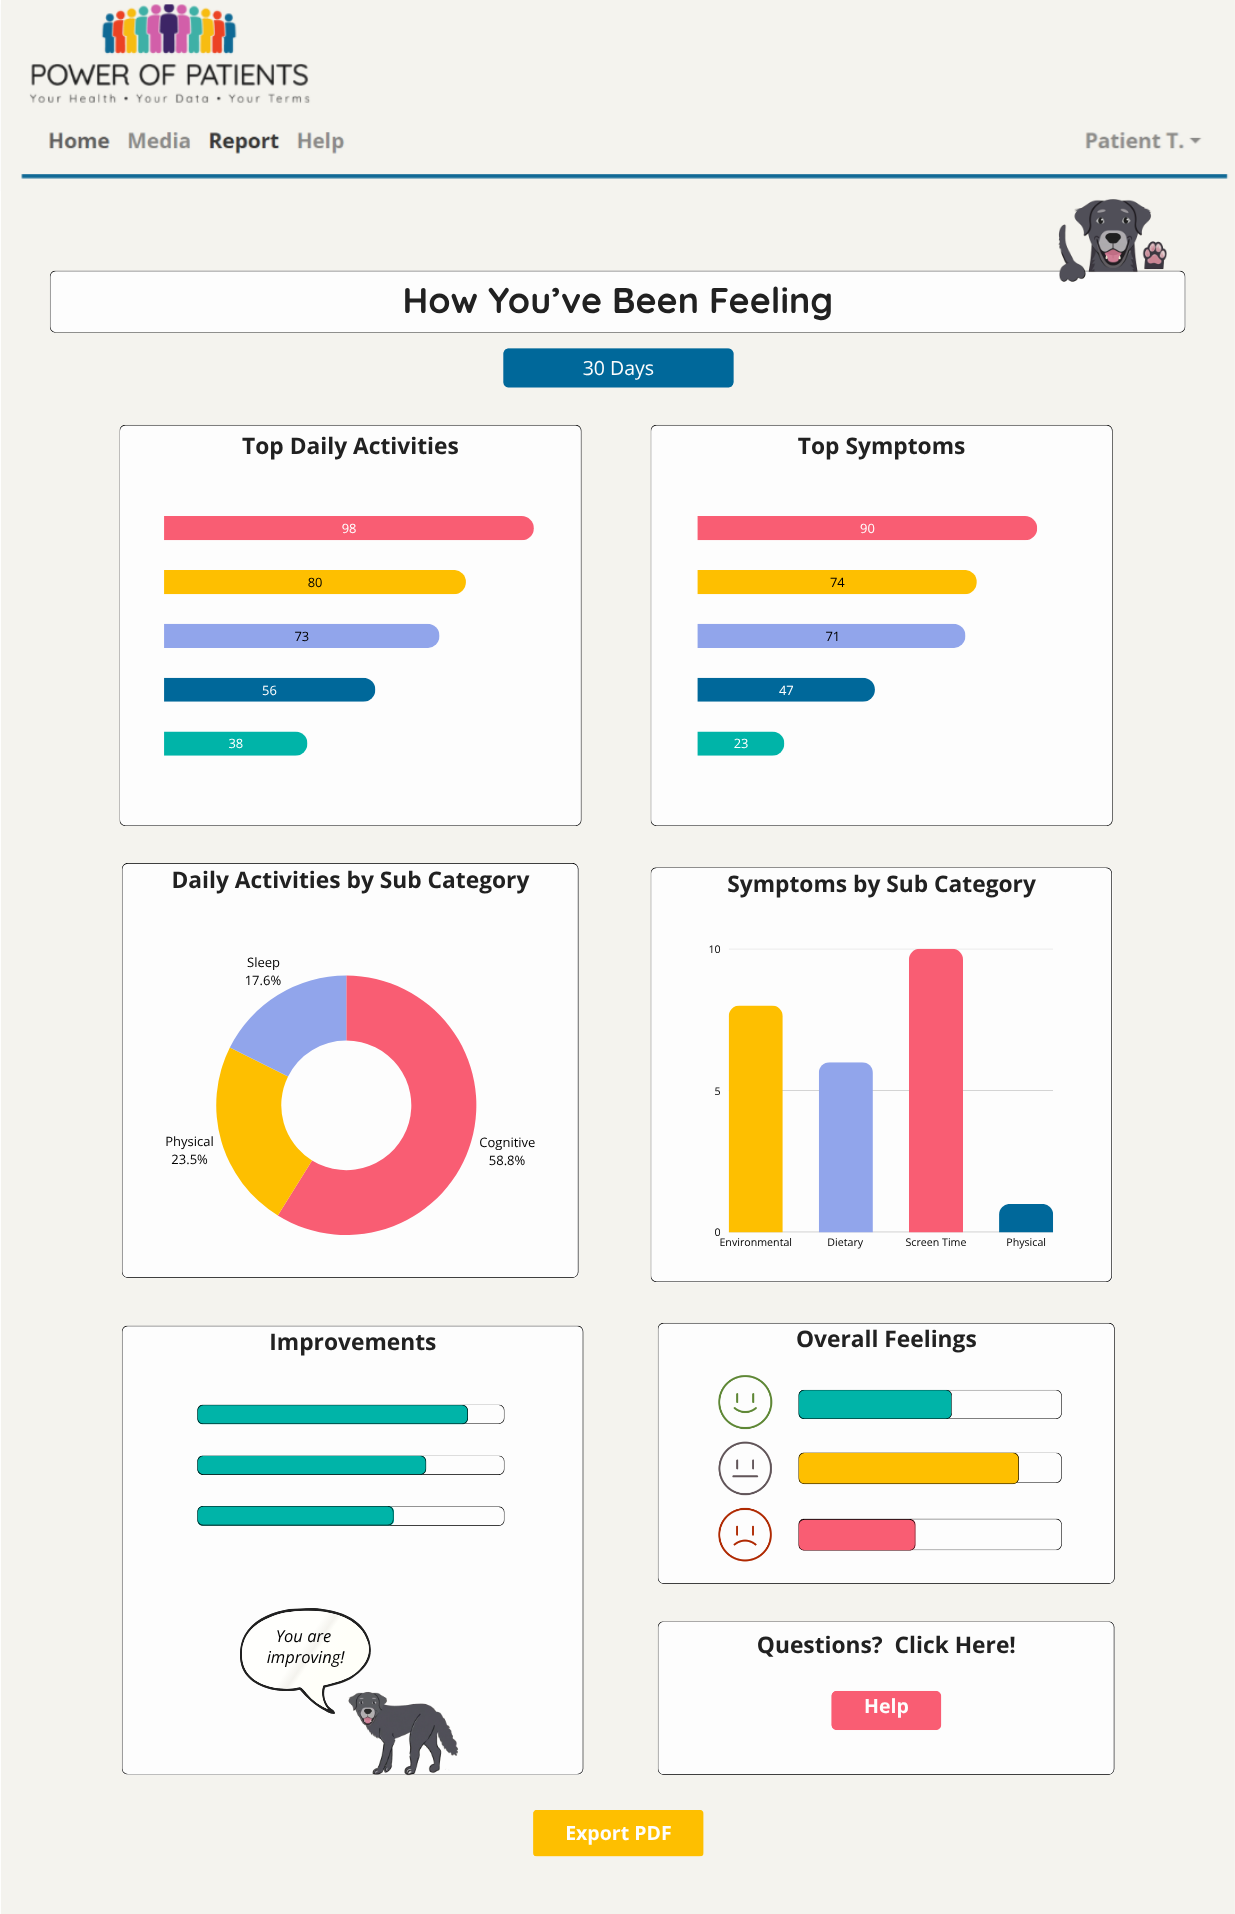 POWER OF PATIENTS
Your Health • Your Data • Your Terms
Home Media Report Help Patient T.
How You've Been Feeling
30 Days
Top Daily Activities
98
80
73
56
38
Top Symptoms
90
74
71
47
23
Daily Activities by Sub Category
Sleep
17.6%
Physical
23.5%
Cognitive
58.8%
Symptoms by Sub Category
10
5
0
Environmental Dietary Screen Time Physical
Improvements
You are
improving!
Overall Feelings
Questions? Click Here!
Help
Export PDF